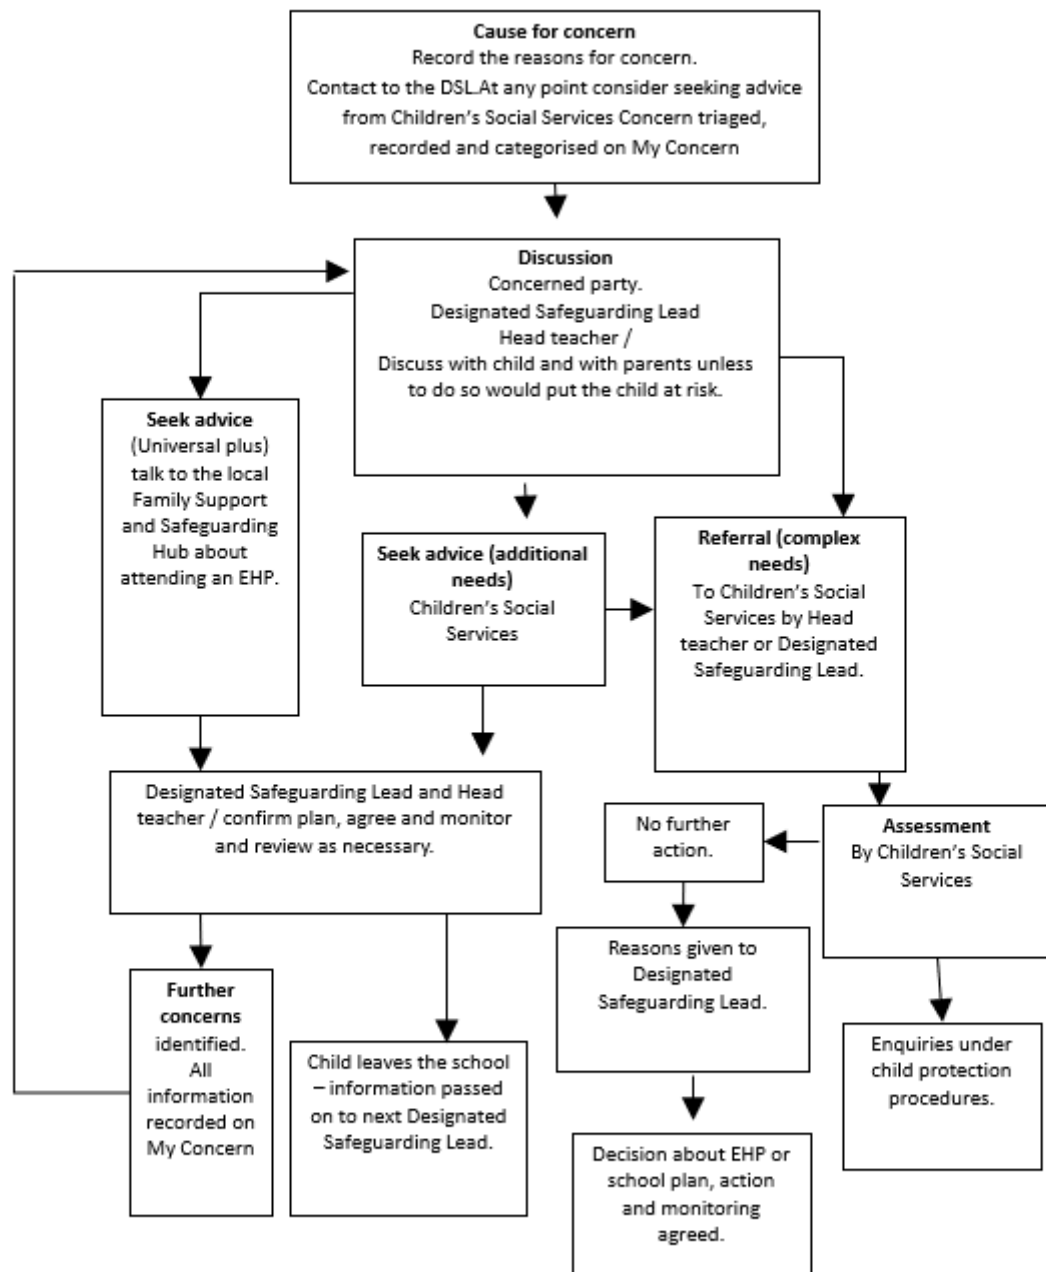 Cause for concern
Record the reasons for concern.
Contact to the DSL.At any point consider seeking advice
from Children's Social Services Concern triaged,
recorded and categorised on My Concern
Discussion
Concerned party.
Designated Safeguarding Lead
Head teacher /
Discuss with child and with parents unless
to do so would put the child at risk.
Seek advice
(Universal plus)
talk to the local
Family Support
and Safeguarding
Hub about
attending an EHP.
Seek advice (additional
needs)
Children's Social
Services
Referral (complex
needs)
To Children's Social
Services by Head
teacher or Designated
Safeguarding Lead.
Designated Safeguarding Lead and Head
teacher / confirm plan, agree and monitor
and review as necessary.
No further
action.
Assessment
By Children's Social
Services
Reasons given to
Designated
Safeguarding Lead.
Further
concerns
identified.
All
information
recorded on
My Concern
Child leaves the school
– information passed
on to next Designated
Safeguarding Lead.
Enquiries under
child protection
procedures.
Decision about EHP or
school plan, action
and monitoring
agreed.